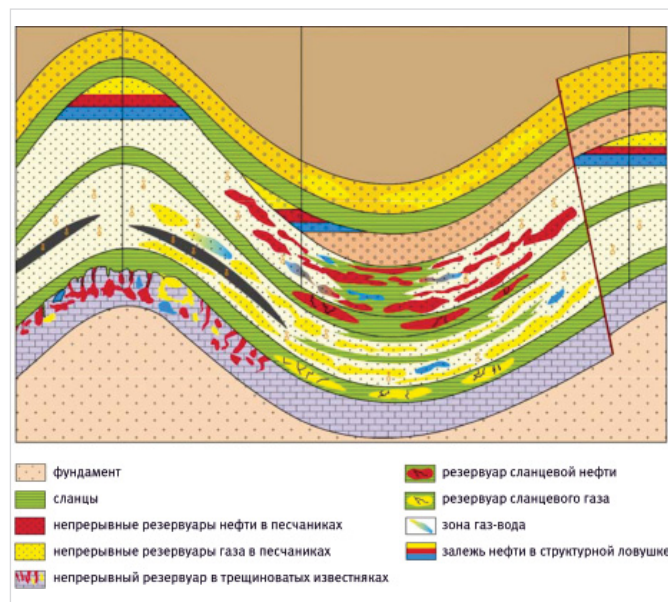 фундамент
сланцы
непрерывные резервуары нефти в песчаниках
непрерывные резервуары газа в песчаниках
непрерывный резервуар в трещиноватых известняках
резервуар сланцевой нефти
резервуар сланцевого газа
зона газ-вода
залежь нефти в структурной ловушке